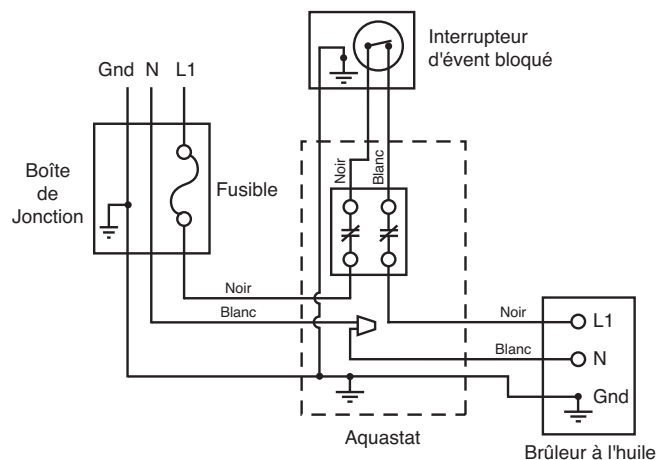 Interrupteur
d'évent bloqué
Gnd N L1
Boîte
de
Jonction
Fusible
Noir
Blanc
Noir
Blanc
Noir
L1
Blanc
N
Gnd
Aquastat
Brûleur à l'huile